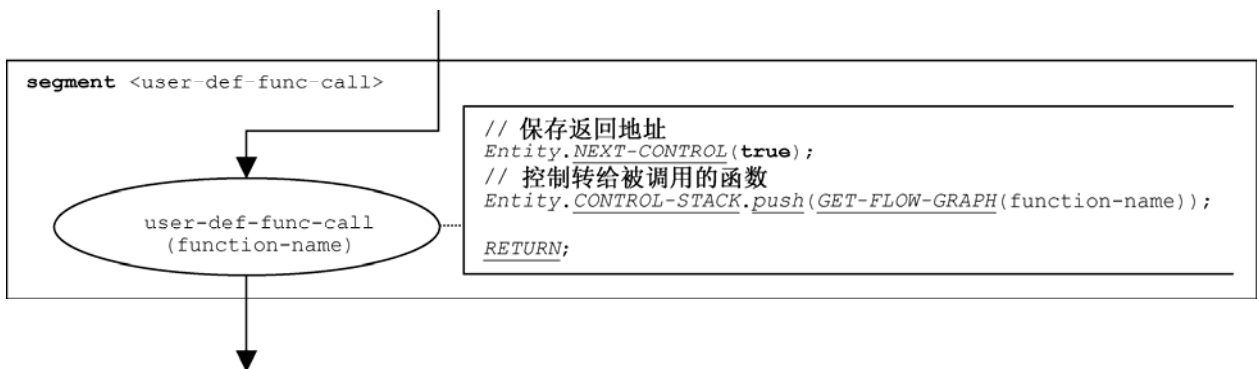 segment <user-def-func-call>
user-def-func-call
(function-name)
// 保存返回地址
Entity.NEXT-CONTROL(true);
// 控制转给被调用的函数
Entity.CONTROL-STACK.push(GET-FLOW-GRAPH(function-name));
RETURN;